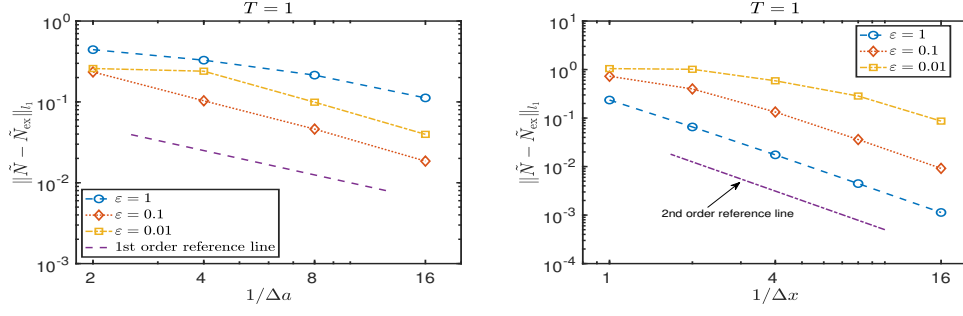 T = 1
10^0
10^-1
10^-2
10^-3
‖Ñ − Ñ_ex‖_{l_1}
ε = 1
ε = 0.1
ε = 0.01
1st order reference line
2
4
8
16
1/Δa
T = 1
10^1
10^0
10^-1
10^-2
10^-3
10^-4
‖Ñ − Ñ_ex‖_{l_1}
ε = 1
ε = 0.1
ε = 0.01
2nd order reference line
1
4
16
1/Δx